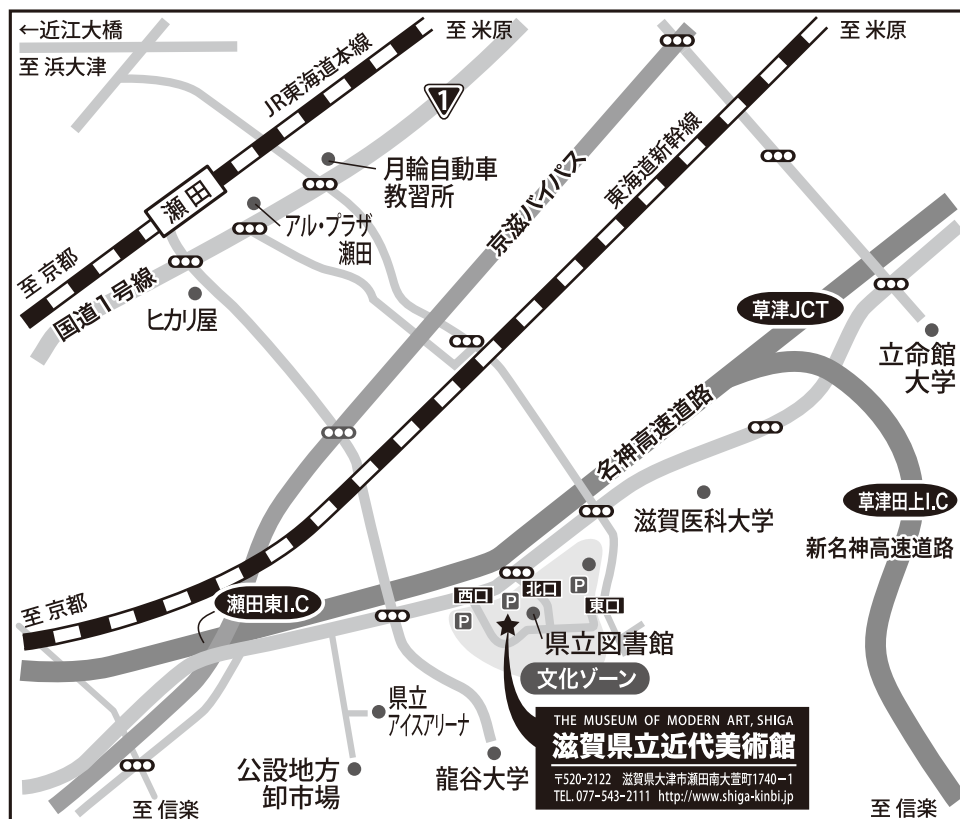 ←近江大橋
至 浜大津
JR東海道本線
至 米原
1
至 米原
瀬田
月輪自動車
教習所
アル・プラザ
瀬田
京滋バイパス
東海道新幹線
至 京都
国道1号線
ヒカリ屋
草津JCT
立命館
大学
名神高速道路
滋賀医科大学
草津田上I.C
新名神高速道路
至 京都
瀬田東I.C
西口
P
北口
P
東口
P
県立図書館
文化ゾーン
県立
アイスアリーナ
公設地方
卸市場
龍谷大学
THE MUSEUM OF MODERN ART, SHIGA
滋賀県立近代美術館
〒520-2122 滋賀県大津市瀬田南大萱町1740－1
TEL. 077-543-2111 http://www.shiga-kinbi.jp
至 信楽
至 信楽